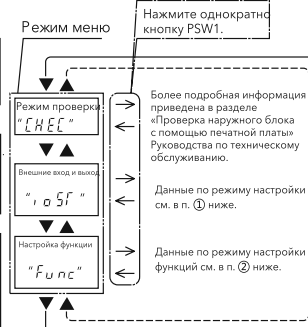 Режим меню
Нажмите однократно
кнопку PSW1.
Режим проверки
"CHEC"
Более подробная информация
приведена в разделе
«Проверка наружного блока
с помощью печатной платы»
Руководства по техническому
обслуживанию.
Внешние вход и выход
"ioST"
Данные по режиму настройки
см. в п. ① ниже.
Настройка функции
"Func"
Данные по режиму настройки
функций см. в п. ② ниже.